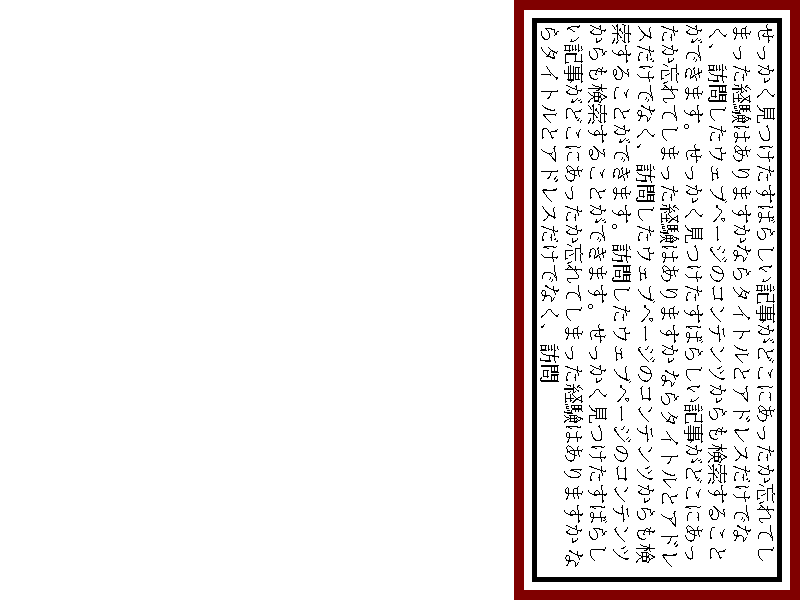 せっかく見つけたすばらしい記事がどこにあったか忘れてし
まった経験はありますかならタイトルとアドレスだけでな
く、訪問したウェブページのコンテンツからも検索すること
ができます。せっかく見つけたすばらしい記事がどこにあっ
たか忘れてしまった経験はありますかならタイトルとアドレ
スだけでなく、訪問したウェブページのコンテンツからも検
索することができます。訪問したウェブページのコンテンツ
からも検索することができます。せっかく見つけたすばらし
い記事がどこにあったか忘れてしまった経験はありますかな
らタイトルとアドレスだけでなく、訪問